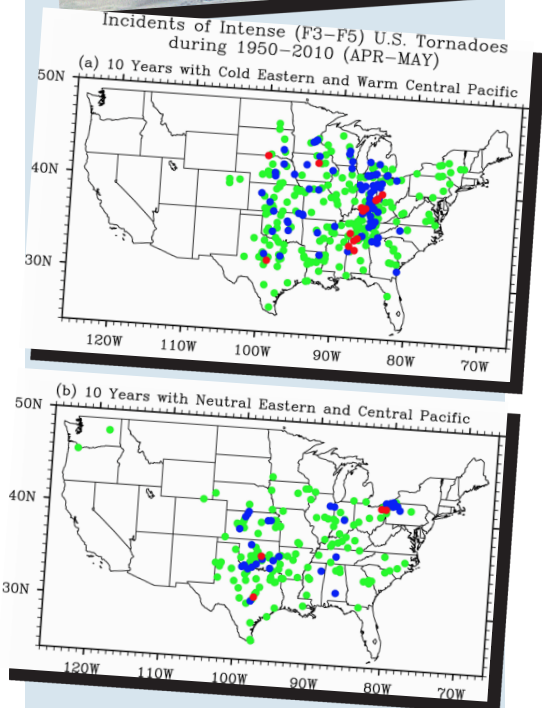 Incidents of Intense (F3−F5) U.S. Tornadoes
during 1950−2010 (APR−MAY)
(a) 10 Years with Cold Eastern and Warm Central Pacific
50N
40N
30N
120W 110W 100W 90W 80W 70W
(b) 10 Years with Neutral Eastern and Central Pacific
50N
40N
30N
120W 110W 100W 90W 80W 70W